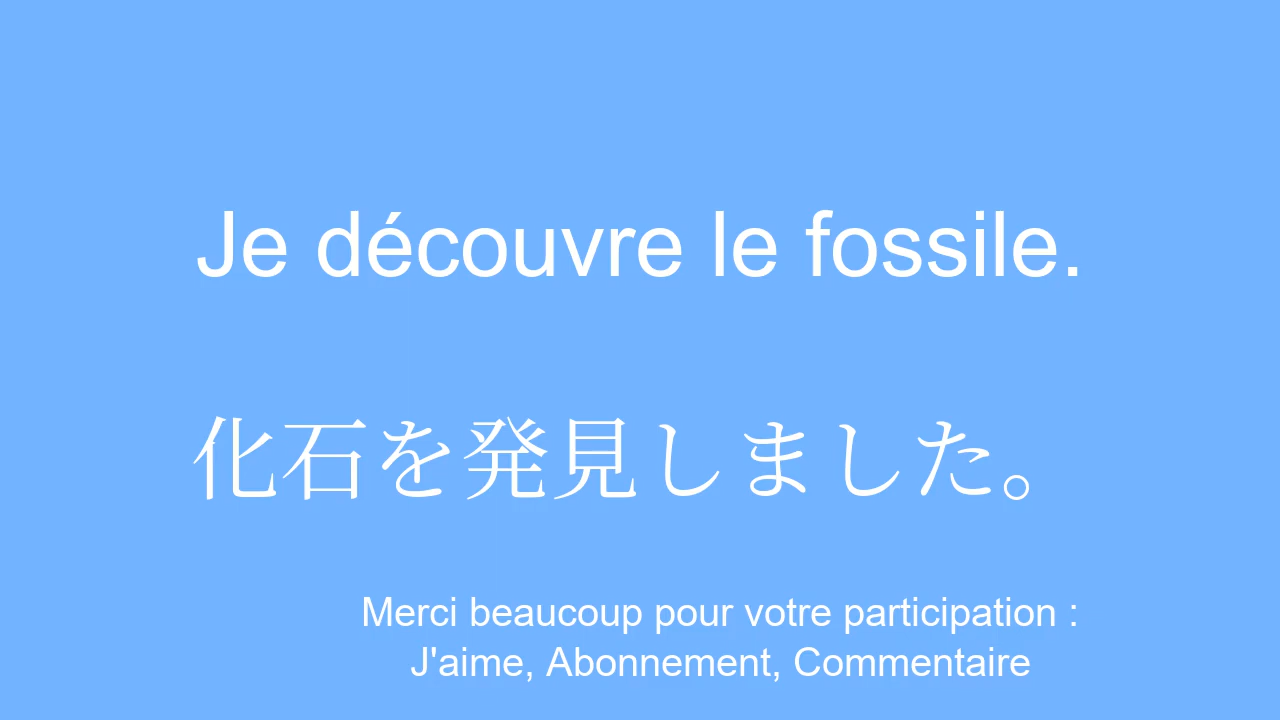 Je découvre le fossile.
化石を発見しました。
Merci beaucoup pour votre participation :
J'aime, Abonnement, Commentaire